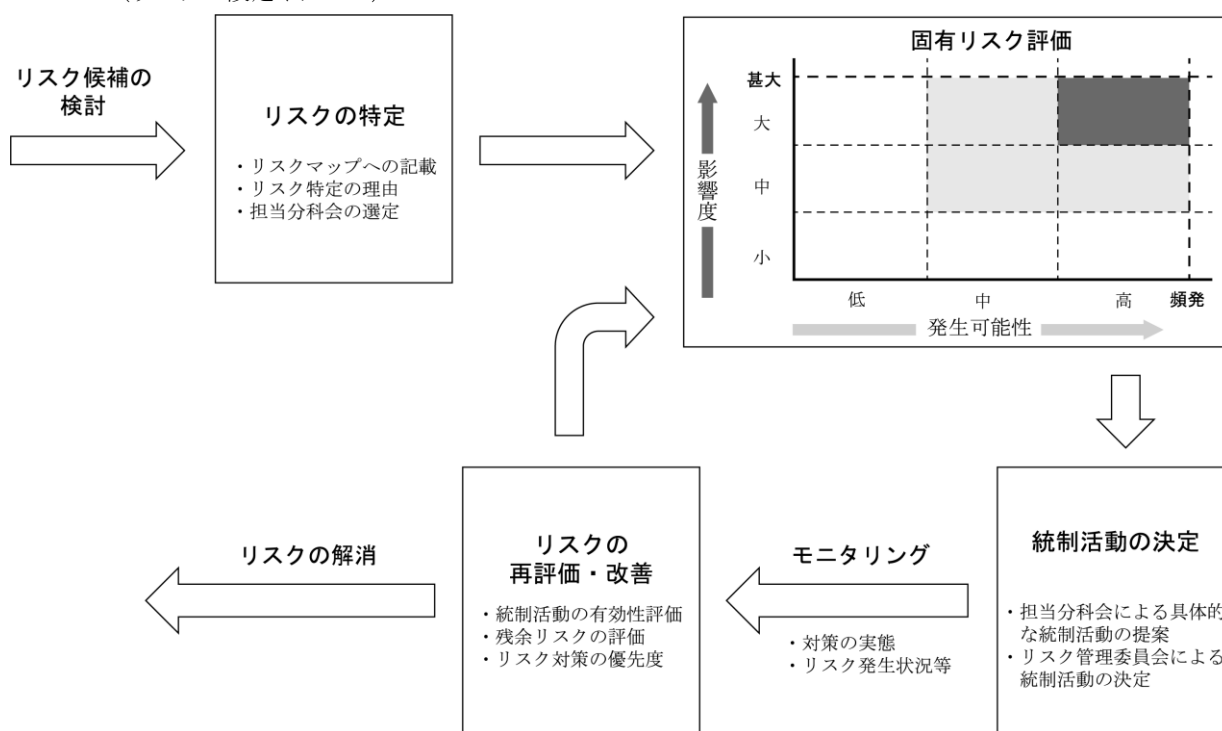 リスク候補の
検討
リスクの特定
・リスクマップへの記載
・リスク特定の理由
・担当分科会の選定
固有リスク評価
影響度
甚大
大
中
小
低
中
高
頻発
発生可能性
統制活動の決定
・担当分科会による具体的
な統制活動の提案
・リスク管理委員会による
統制活動の決定
モニタリング
・対策の実態
・リスク発生状況等
リスクの
再評価・改善
・統制活動の有効性評価
・残余リスクの評価
・リスク対策の優先度
リスクの解消